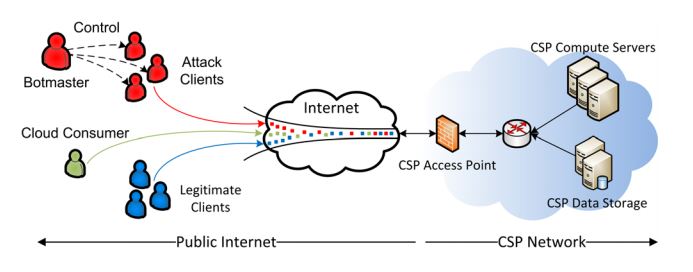 Control
Botmaster
Attack
Clients
Cloud Consumer
Legitimate
Clients
Internet
CSP Access Point
CSP Compute Servers
CSP Data Storage
Public Internet
CSP Network